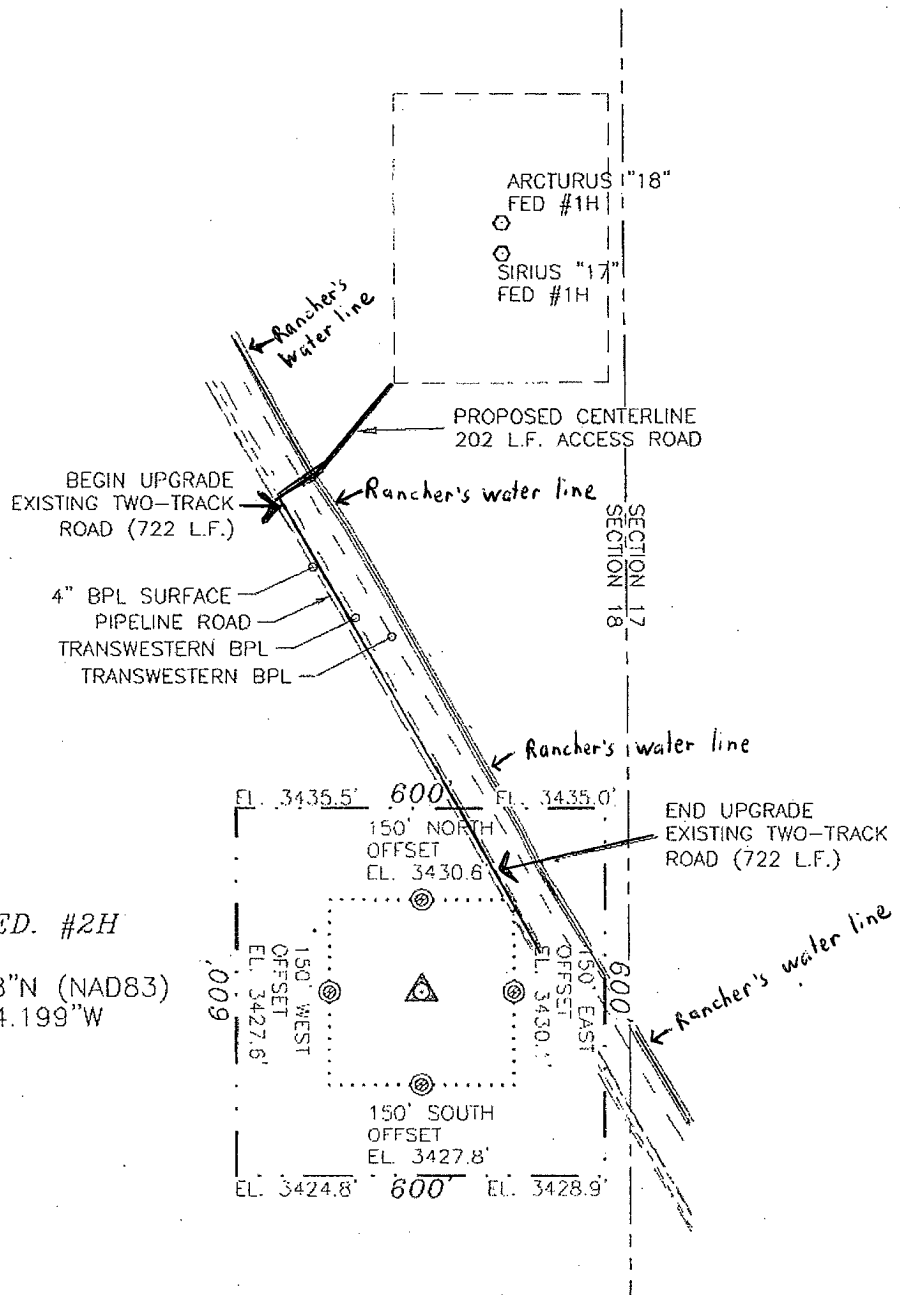 ARCTURUS "18"
FED #1H
SIRIUS "17"
FED #1H
Rancher's
water line
PROPOSED CENTERLINE
202 L.F. ACCESS ROAD
BEGIN UPGRADE
EXISTING TWO-TRACK
ROAD (722 L.F.)
Rancher's water line
SECTION 17
SECTION 18
4" BPL SURFACE
PIPELINE ROAD
TRANSWESTERN BPL
TRANSWESTERN BPL
Rancher's water line
EL. 3435.5' 600' EL. 3435.0'
150' NORTH
OFFSET
EL. 3430.6'
END UPGRADE
EXISTING TWO-TRACK
ROAD (722 L.F.)
ED. #2H
3"N (NAD83)
4.199"W
600'
150' WEST
OFFSET
EL. 3427.6'
150' EAST
OFFSET
EL. 3430.1'
600'
Rancher's water line
150' SOUTH
OFFSET
EL. 3427.8'
EL. 3424.8' 600' EL. 3428.9'